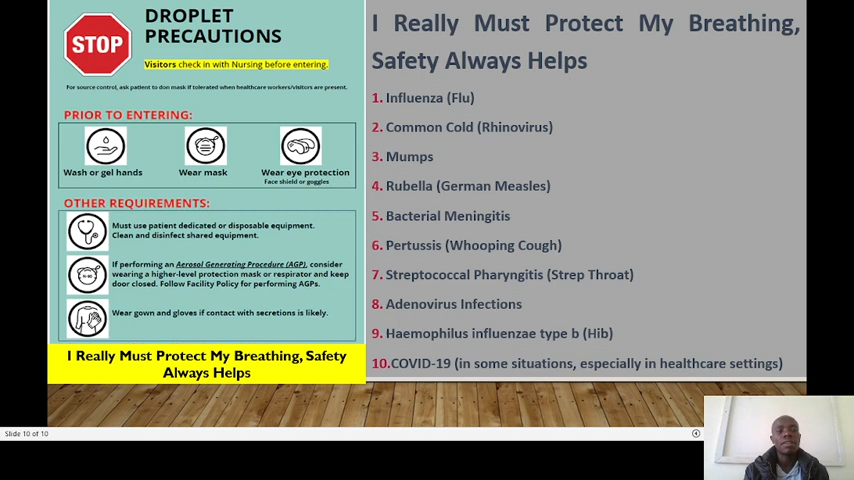 STOP
DROPLET
PRECAUTIONS
Visitors check in with Nursing before entering.
For source control, ask patient to don mask if tolerated when healthcare workers/visitors are present.
PRIOR TO ENTERING:
Wash or gel hands
Wear mask
Wear eye protection
Face shield or goggles
OTHER REQUIREMENTS:
Must use patient dedicated or disposable equipment.
Clean and disinfect shared equipment.
If performing an Aerosol Generating Procedure (AGP), consider
wearing a higher-level protection mask or respirator and keep
door closed. Follow Facility Policy for performing AGPs.
Wear gown and gloves if contact with secretions is likely.
I Really Must Protect My Breathing, Safety
Always Helps
I Really Must Protect My Breathing,
Safety Always Helps
1. Influenza (Flu)
2. Common Cold (Rhinovirus)
3. Mumps
4. Rubella (German Measles)
5. Bacterial Meningitis
6. Pertussis (Whooping Cough)
7. Streptococcal Pharyngitis (Strep Throat)
8. Adenovirus Infections
9. Haemophilus influenzae type b (Hib)
10.COVID-19 (in some situations, especially in healthcare settings)
Slide 10 of 10